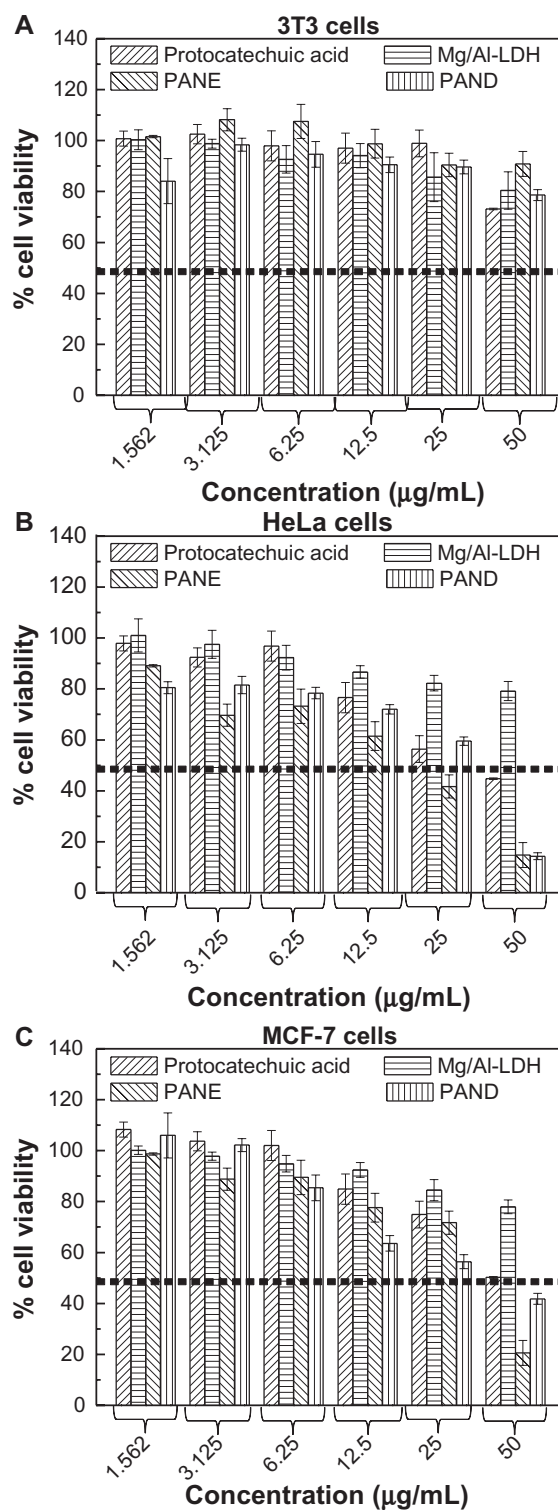 A 3T3 cells
140
120
100
80
60
40
20
0
% cell viability
Protocatechuic acid Mg/Al-LDH
PANE PAND
1.562 3.125 6.25 12.5 25 50
Concentration (µg/mL)
B HeLa cells
140
120
100
80
60
40
20
0
% cell viability
Protocatechuic acid Mg/Al-LDH
PANE PAND
1.562 3.125 6.25 12.5 25 50
Concentration (µg/mL)
C MCF-7 cells
140
120
100
80
60
40
20
0
% cell viability
Protocatechuic acid Mg/Al-LDH
PANE PAND
1.562 3.125 6.25 12.5 25 50
Concentration (µg/mL)